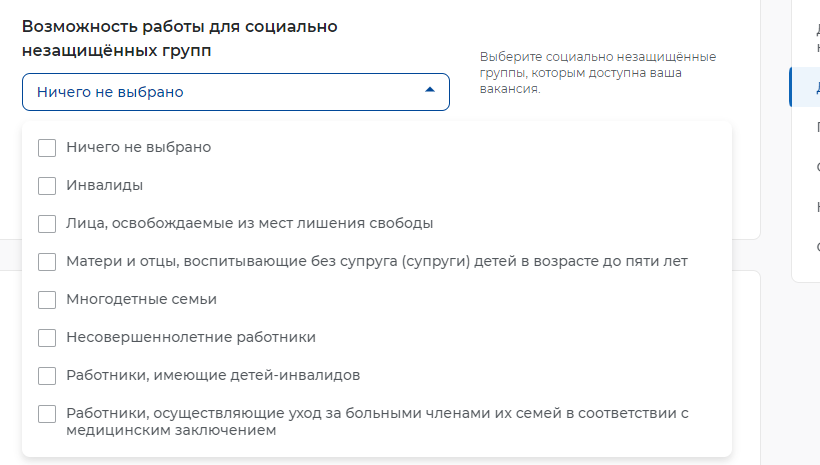 Возможность работы для социально
незащищённых групп
Ничего не выбрано
Выберите социально незащищённые
группы, которым доступна ваша
вакансия.
Ничего не выбрано
Инвалиды
Лица, освобождаемые из мест лишения свободы
Матери и отцы, воспитывающие без супруга (супруги) детей в возрасте до пяти лет
Многодетные семьи
Несовершеннолетние работники
Работники, имеющие детей-инвалидов
Работники, осуществляющие уход за больными членами их семей в соответствии с
медицинским заключением